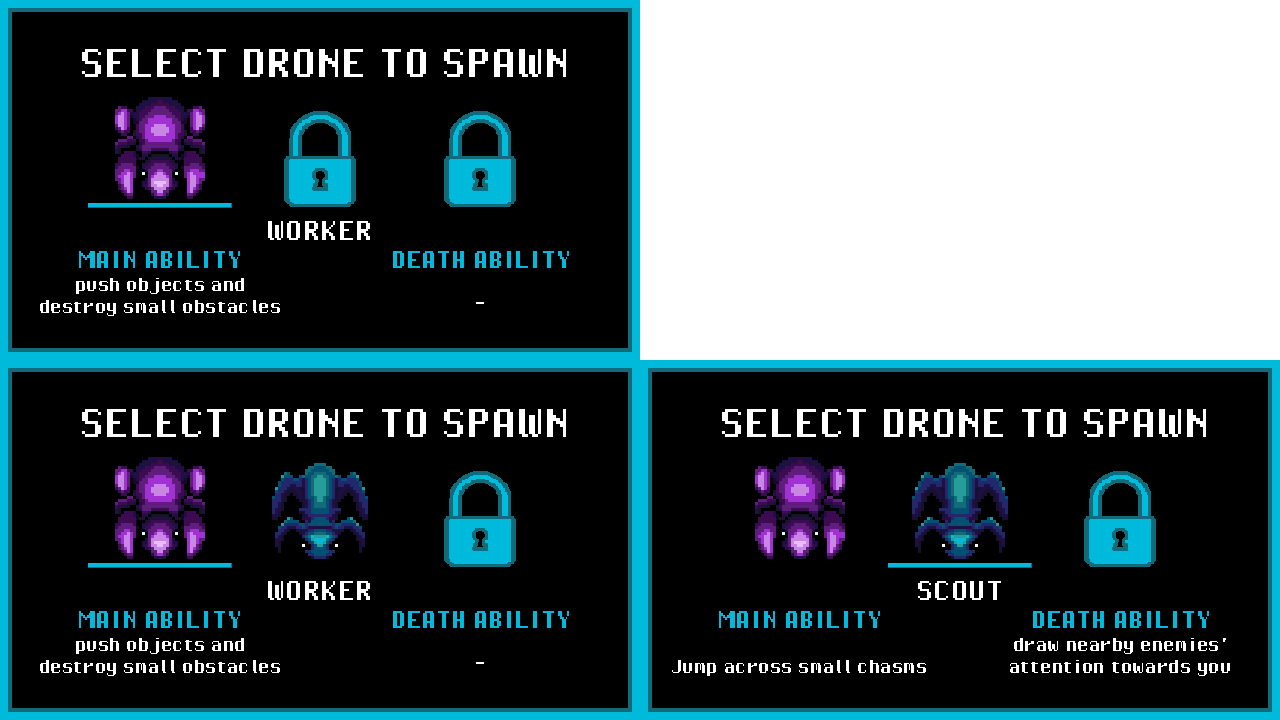 SELECT DRONE TO SPAWN
WORKER
MAIN ABILITY
push objects and
destroy small obstacles
DEATH ABILITY
-
SELECT DRONE TO SPAWN
WORKER
MAIN ABILITY
push objects and
destroy small obstacles
DEATH ABILITY
-
SELECT DRONE TO SPAWN
SCOUT
MAIN ABILITY
Jump across small chasms
DEATH ABILITY
draw nearby enemies'
attention towards you